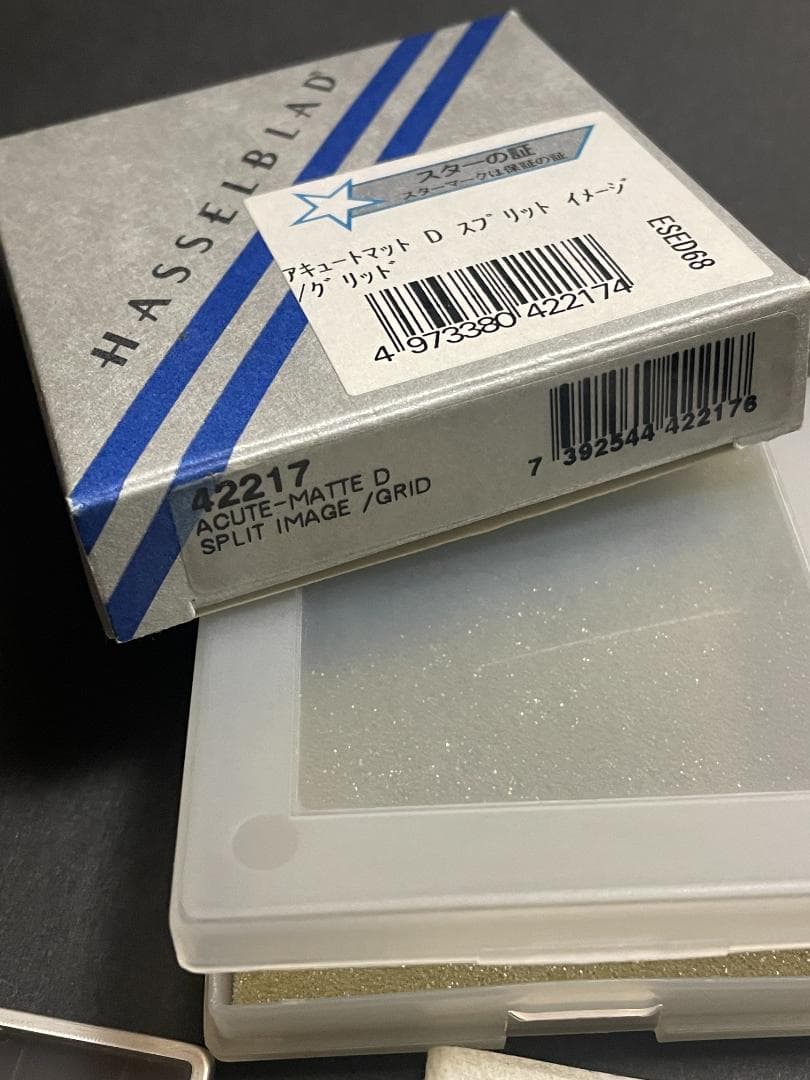 HASSELBLAD®
スターの証
スターマークは保証の証
アキュートマット D スプリット イメージ
/グリッド
4 973380 422174
ESED68
42217
ACUTE-MATTE D
SPLIT IMAGE /GRID
7 392544 422176